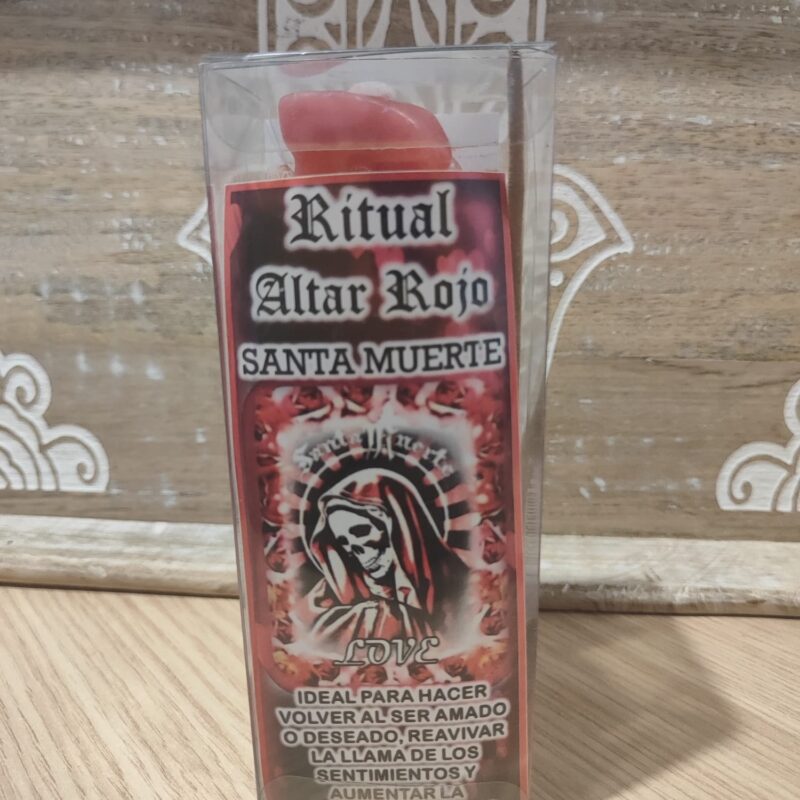 Ritual
Altar Rojo
SANTA MUERTE
Santa Muerte
LOVE
IDEAL PARA HACER
VOLVER AL SER AMADO
O DESEADO, REAVIVAR
LA LLAMA DE LOS
SENTIMIENTOS Y
AUMENTAR LA